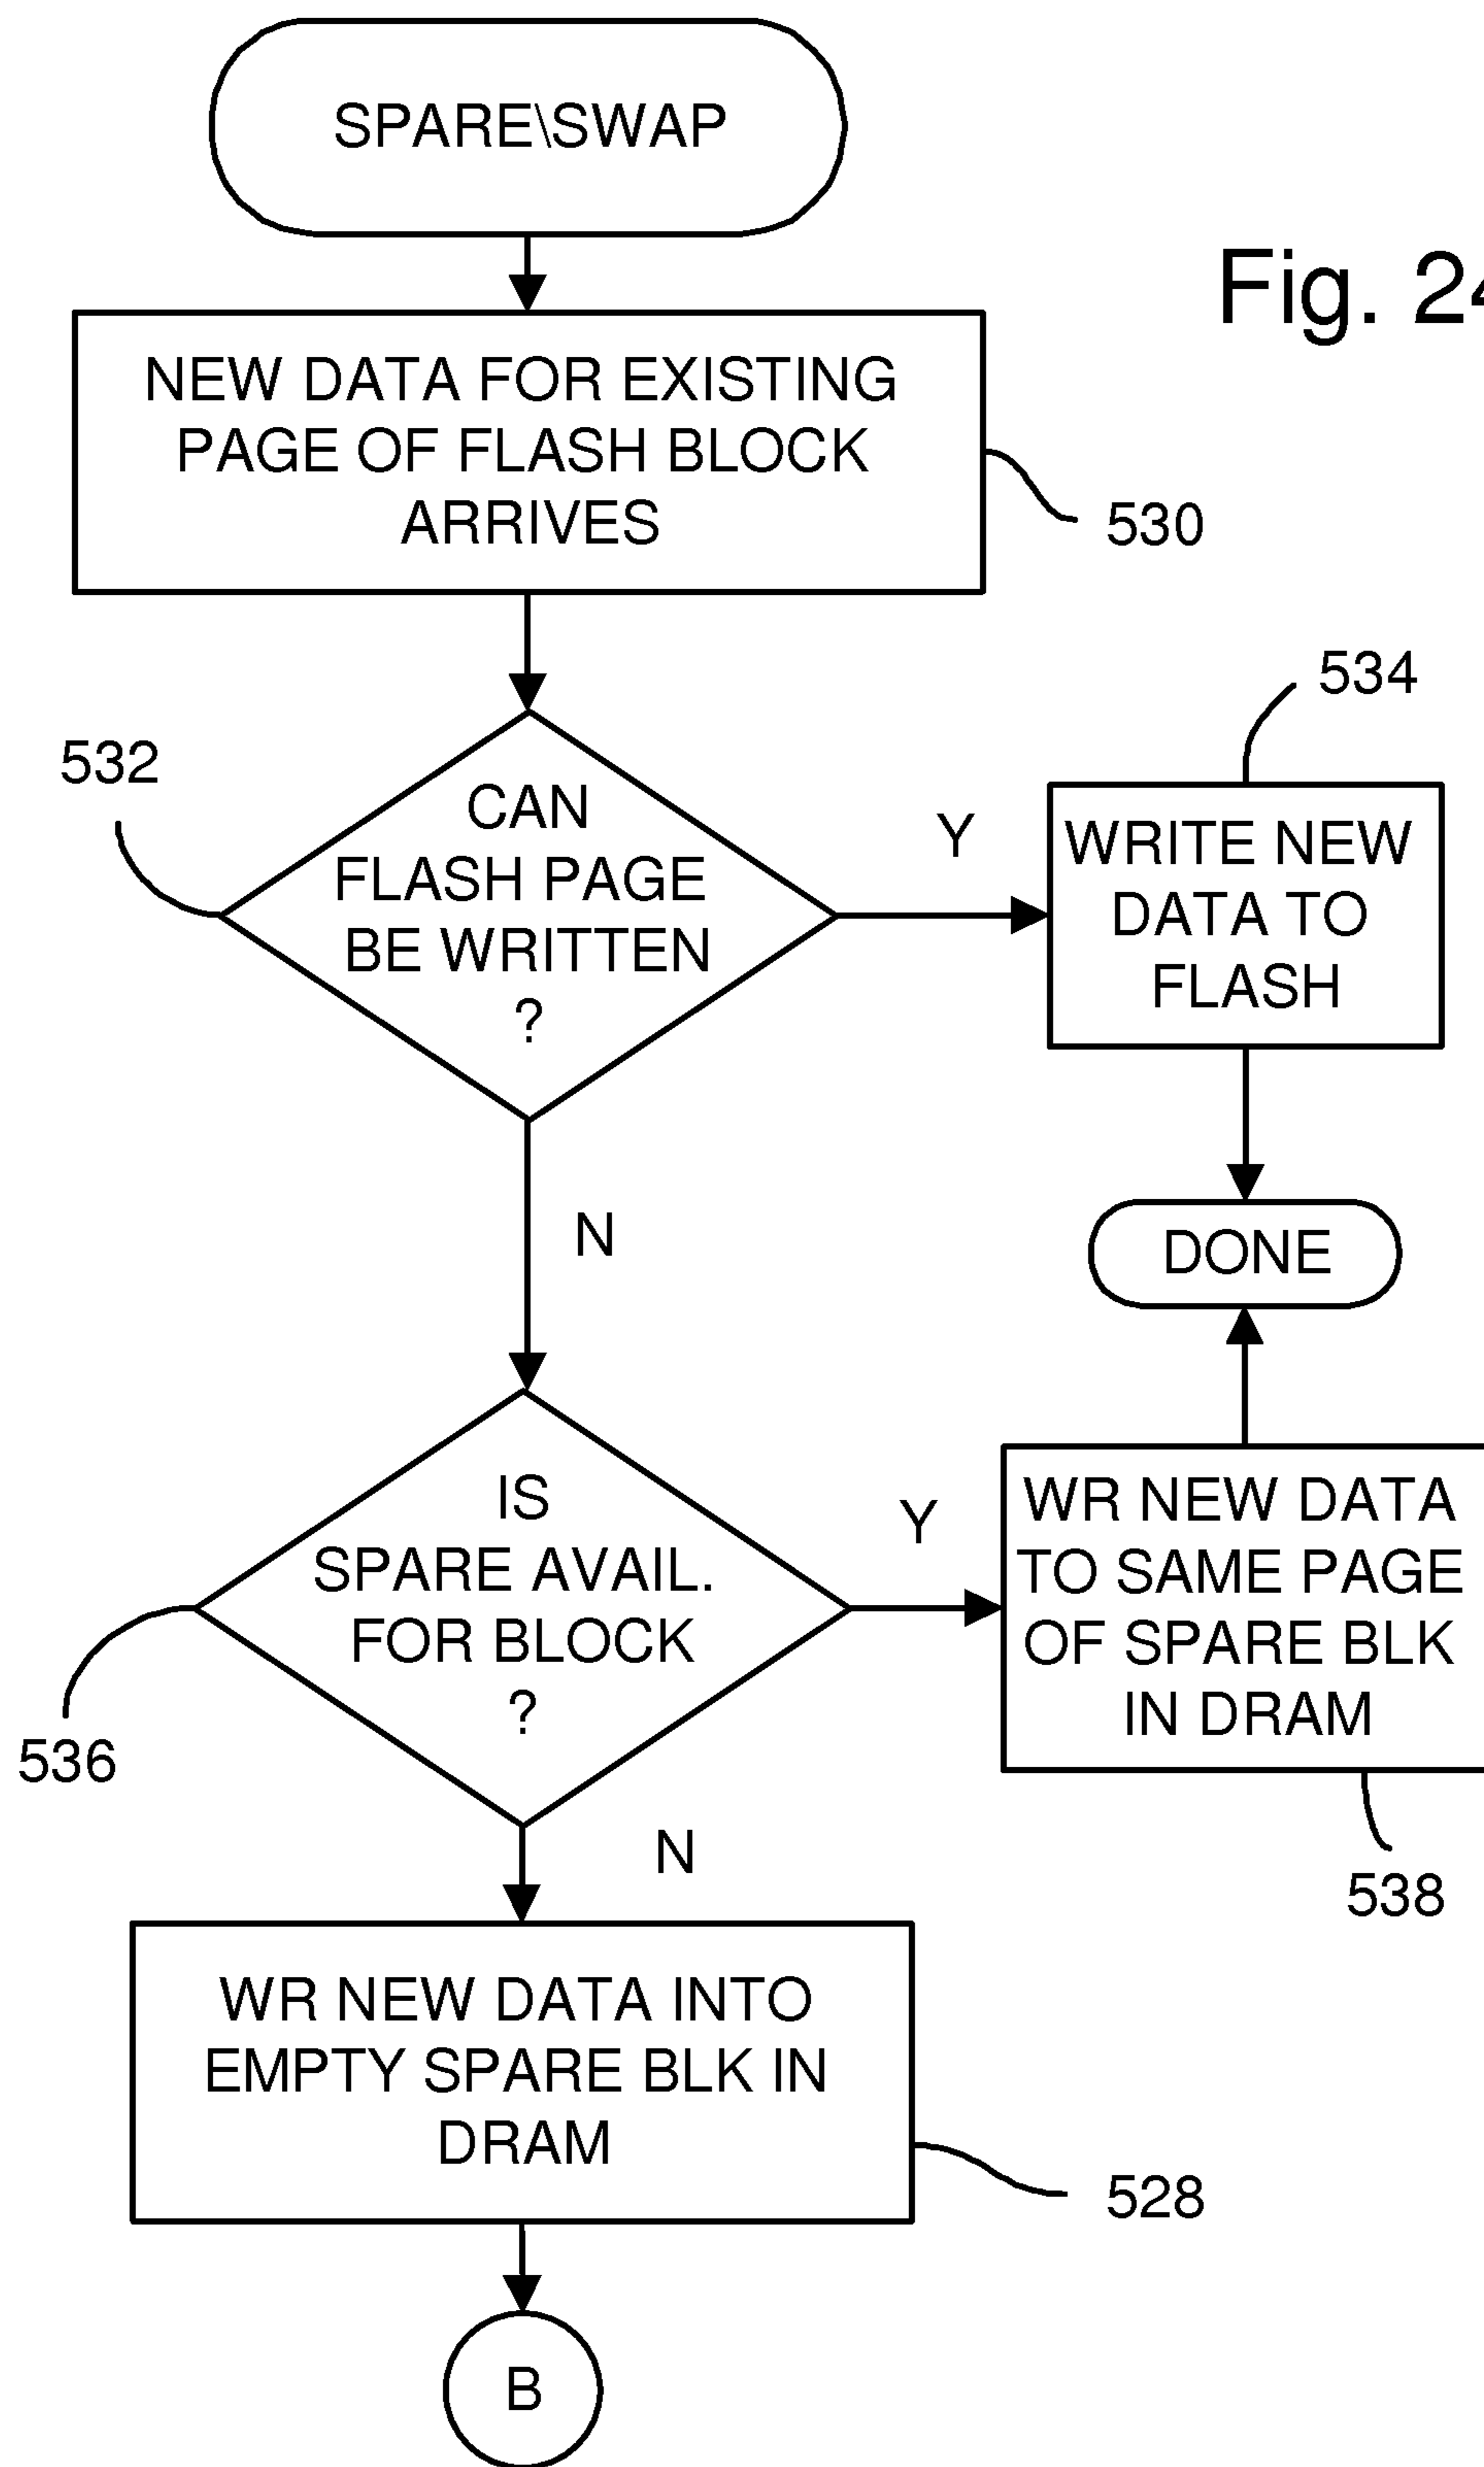 SPARE\SWAP
Fig. 24
NEW DATA FOR EXISTING
PAGE OF FLASH BLOCK
ARRIVES
530
534
532
CAN
FLASH PAGE
BE WRITTEN
?
Y
WRITE NEW
DATA TO
FLASH
N
DONE
IS
SPARE AVAIL.
FOR BLOCK
?
Y
WR NEW DATA
TO SAME PAGE
OF SPARE BLK
IN DRAM
536
N
538
WR NEW DATA INTO
EMPTY SPARE BLK IN
DRAM
528
B